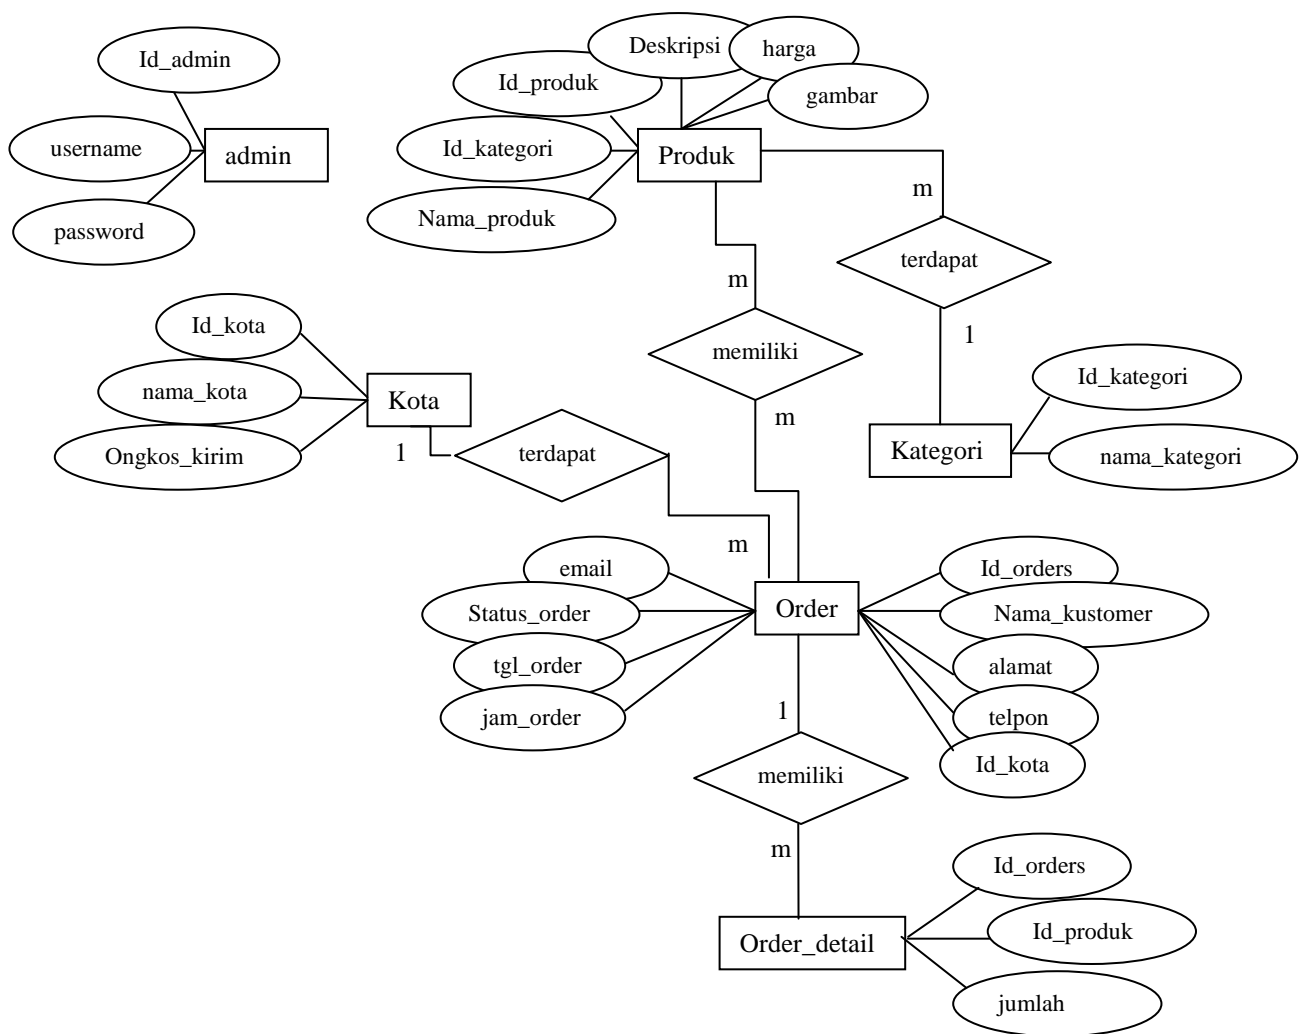 Id_admin
username
password
admin
Deskripsi
harga
Id_produk
gambar
Id_kategori
Produk
Nama_produk
m
terdapat
m
1
memiliki
m
Id_kota
nama_kota
Ongkos_kirim
Kota
1
terdapat
m
Id_kategori
Kategori
nama_kategori
email
Status_order
tgl_order
jam_order
Order
Id_orders
Nama_kustomer
alamat
telpon
Id_kota
1
memiliki
m
Order_detail
Id_orders
Id_produk
jumlah